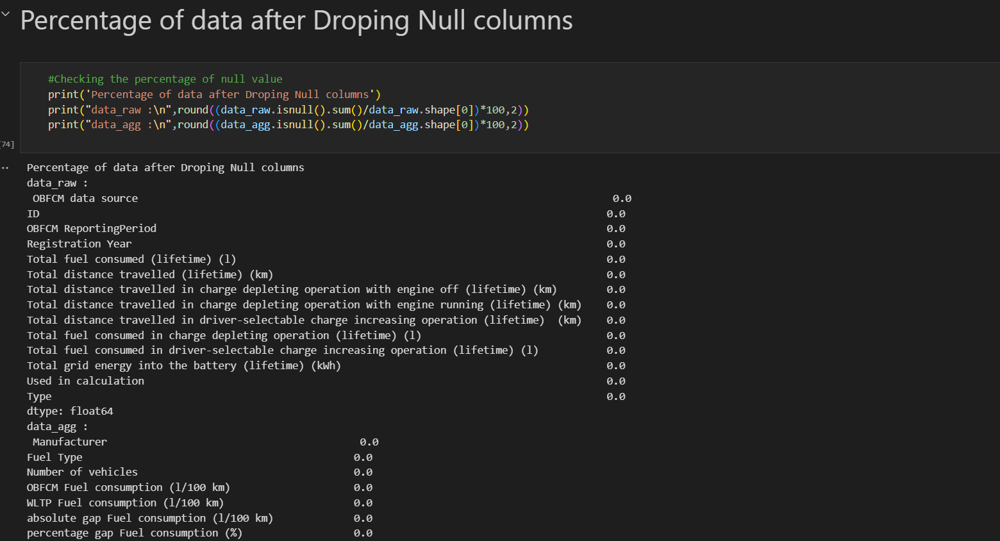 Percentage of data after Droping Null columns
#Checking the percentage of null value
print('Percentage of data after Droping Null columns')
print("data_raw :\n",round((data_raw.isnull().sum()/data_raw.shape[0])*100,2))
print("data_agg :\n",round((data_agg.isnull().sum()/data_agg.shape[0])*100,2))
[74]
Percentage of data after Droping Null columns
data_raw :
OBFCM data source 0.0
ID 0.0
OBFCM ReportingPeriod 0.0
Registration Year 0.0
Total fuel consumed (lifetime) (l) 0.0
Total distance travelled (lifetime) (km) 0.0
Total distance travelled in charge depleting operation with engine off (lifetime) (km) 0.0
Total distance travelled in charge depleting operation with engine running (lifetime) (km) 0.0
Total distance travelled in driver-selectable charge increasing operation (lifetime)  (km) 0.0
Total fuel consumed in charge depleting operation (lifetime) (l) 0.0
Total fuel consumed in driver-selectable charge increasing operation (lifetime) (l) 0.0
Total grid energy into the battery (lifetime) (kWh) 0.0
Used in calculation 0.0
Type 0.0
dtype: float64
data_agg :
Manufacturer 0.0
Fuel Type 0.0
Number of vehicles 0.0
OBFCM Fuel consumption (l/100 km) 0.0
WLTP Fuel consumption (l/100 km) 0.0
absolute gap Fuel consumption (l/100 km) 0.0
percentage gap Fuel consumption (%) 0.0